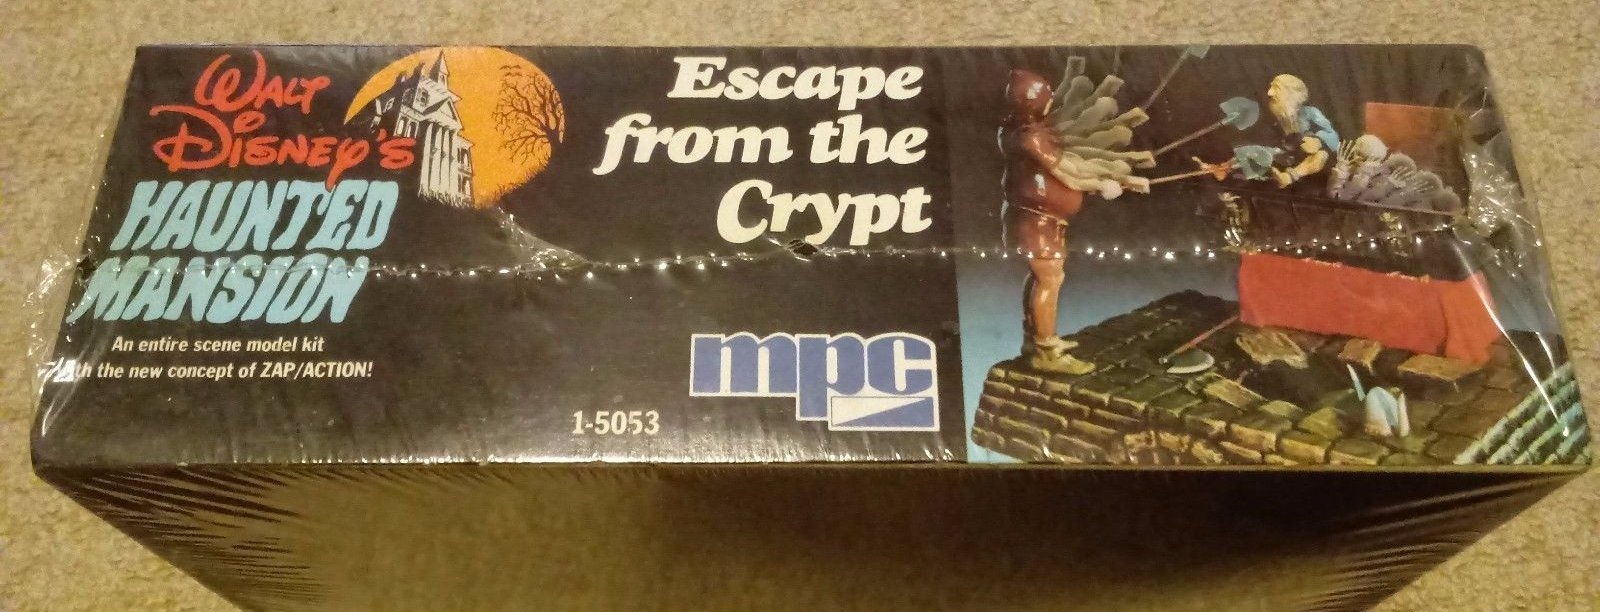 WALT
DISNEY'S
HAUNTED
MANSION
An entire scene model kit
the new concept of ZAP/ACTION!
Escape
from the
Crypt
mpc
1-5053